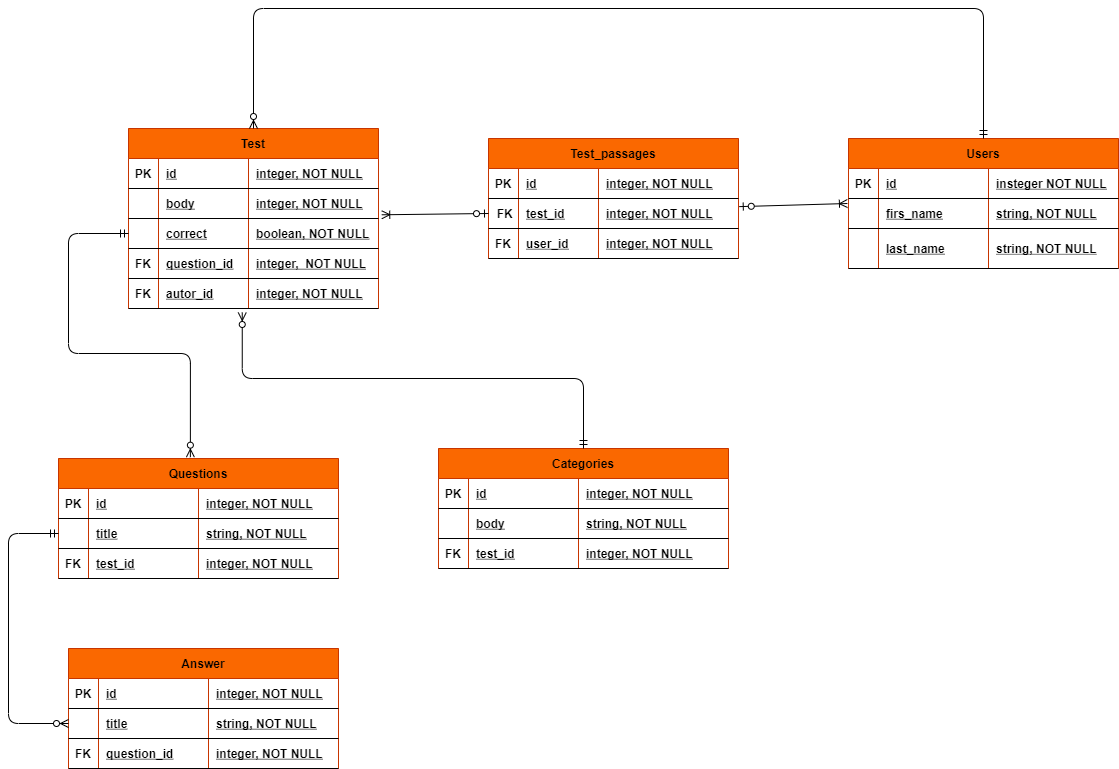 Test
PK id integer, NOT NULL
body integer, NOT NULL
correct boolean, NOT NULL
FK question_id integer, NOT NULL
FK autor_id integer, NOT NULL
Test_passages
PK id integer, NOT NULL
FK test_id integer, NOT NULL
FK user_id integer, NOT NULL
Users
PK id insteger NOT NULL
firs_name string, NOT NULL
last_name string, NOT NULL
Questions
PK id integer, NOT NULL
title string, NOT NULL
FK test_id integer, NOT NULL
Categories
PK id integer, NOT NULL
body string, NOT NULL
FK test_id integer, NOT NULL
Answer
PK id integer, NOT NULL
title string, NOT NULL
FK question_id integer, NOT NULL